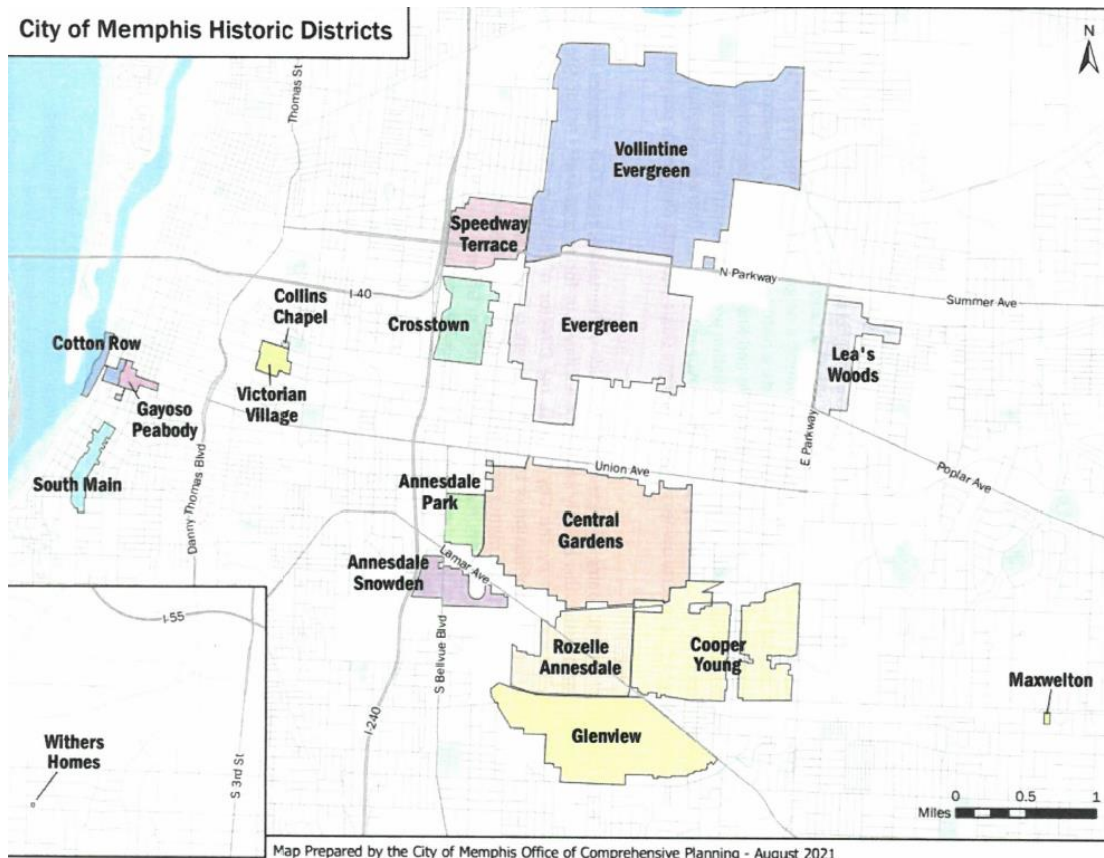 City of Memphis Historic Districts
N
Thomas St
Vollintine
Evergreen
Speedway
Terrace
N Parkway
Summer Ave
I-40
Collins
Chapel
Crosstown
Evergreen
Cotton Row
Lea's
Woods
Victorian
Village
Gayoso
Peabody
E Parkway
Poplar Ave
Union Ave
South Main
Danny Thomas Blvd
Annesdale
Park
Central
Gardens
Lamar Ave
Annesdale
Snowden
I-55
S Bellvue Blvd
Rozelle
Annesdale
Cooper
Young
Maxwelton
I-240
Glenview
Withers
Homes
S 3rd St
0 0.5 1
Miles
Map Prepared by the City of Memphis Office of Comprehensive Planning - August 2021